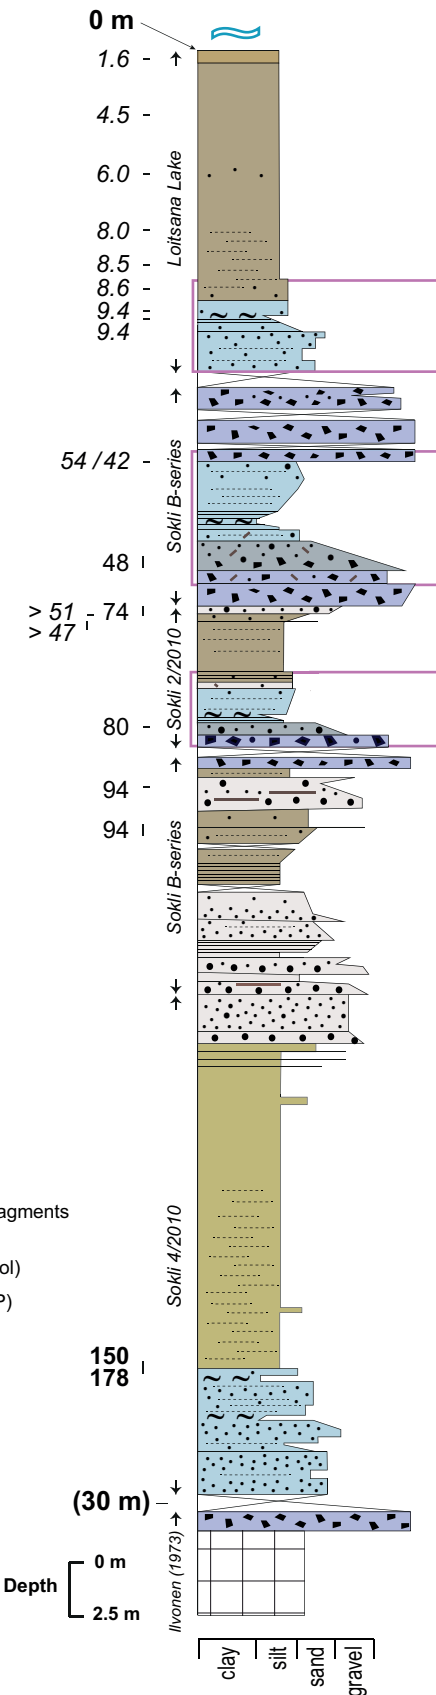 0 m
1.6
4.5
6.0
8.0
8.5
8.6
9.4
9.4
Loitsana Lake
54 / 42
48
Sokli B-series
> 51 - 74
> 47
80
Sokli 2/2010
94
94
Sokli B-series
agments
ol)
P)
Sokli 4/2010
150
178
(30 m)
Ilvonen (1973)
0 m
Depth
2.5 m
clay
silt
sand
gravel